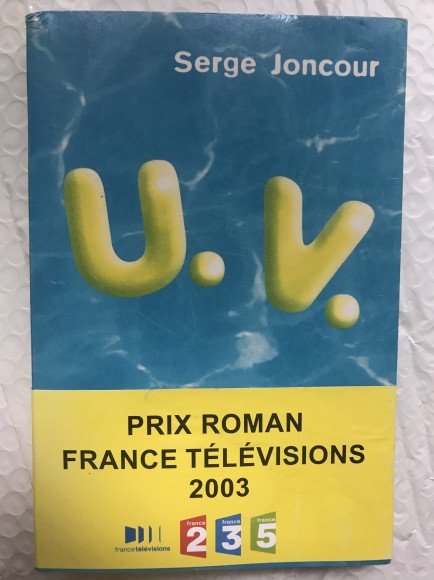 Serge Joncour
U.V.
PRIX ROMAN
FRANCE TÉLÉVISIONS
2003
francetélévisions
france 2
france 3
france 5